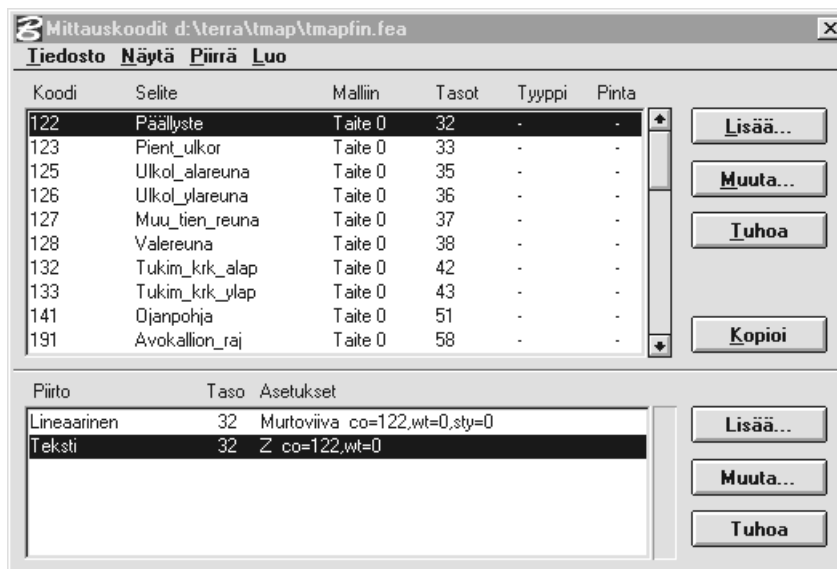 Mittauskoodit d:\terra\tmap\tmapfin.fea
Tiedosto Näytä Piirrä Luo
Koodi Selite Malliin Tasot Tyyppi Pinta
122 Päällyste Taite 0 32 - -
123 Pient_ulkor Taite 0 33 - -
125 Ulkol_alareuna Taite 0 35 - -
126 Ulkol_ylareuna Taite 0 36 - -
127 Muu_tien_reuna Taite 0 37 - -
128 Valereuna Taite 0 38 - -
132 Tukim_krk_alap Taite 0 42 - -
133 Tukim_krk_ylap Taite 0 43 - -
141 Ojanpohja Taite 0 51 - -
191 Avokallion_raj Taite 0 58 - -
Lisää...
Muuta...
Tuhoa
Kopioi
Piirto Taso Asetukset
Lineaarinen 32 Murtoviiva co=122,wt=0,sty=0
Teksti 32 Z co=122,wt=0
Lisää...
Muuta...
Tuhoa